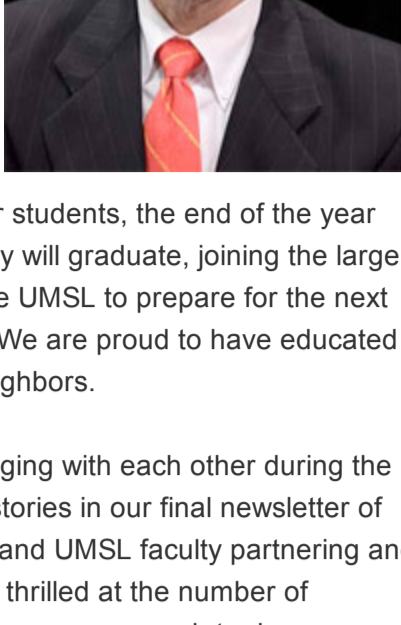 students, the end of the year
will graduate, joining the large
UMSL to prepare for the next
We are proud to have educated
ghbors.
ging with each other during the
tories in our final newsletter of
and UMSL faculty partnering an
thrilled at the number of